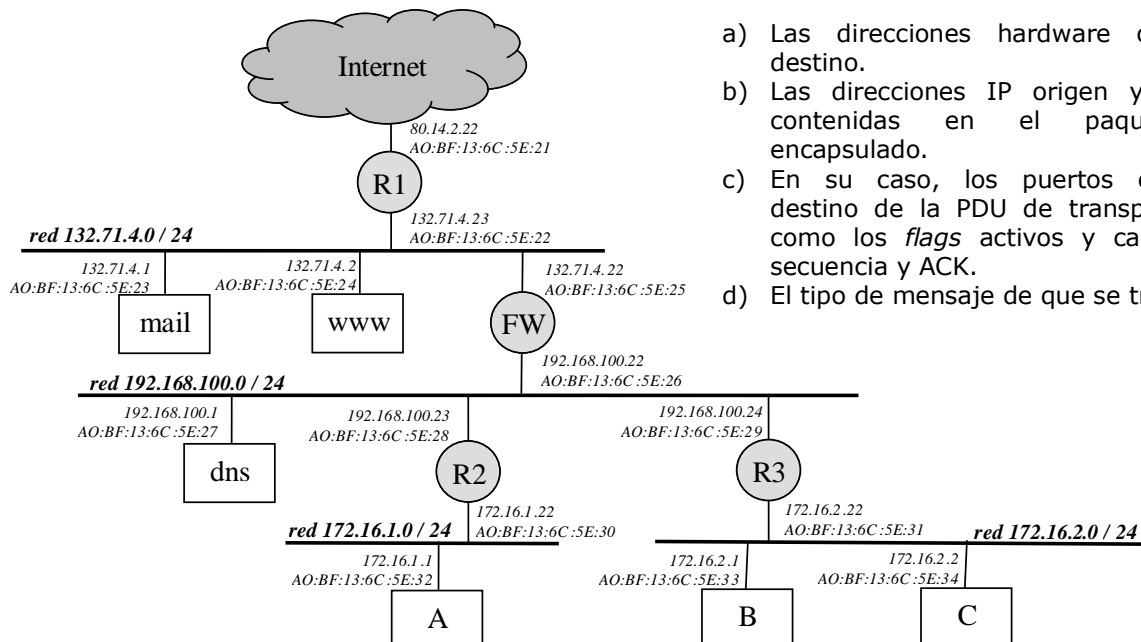 a) Las direcciones hardware
destino.
b) Las direcciones IP origen y
contenidas en el
encapsulado.
c) En su caso, los puertos
destino de la PDU de
como los flags activos y
secuencia y ACK.
d) El tipo de mensaje de que se
Internet
80.14.2.22
AO:BF:13:6C:5E:21
R1
132.71.4.23
AO:BF:13:6C:5E:22
red 132.71.4.0 / 24
132.71.4.1
AO:BF:13:6C:5E:23
mail
132.71.4.2
AO:BF:13:6C:5E:24
www
132.71.4.22
AO:BF:13:6C:5E:25
FW
192.168.100.22
AO:BF:13:6C:5E:26
red 192.168.100.0 / 24
192.168.100.1
AO:BF:13:6C:5E:27
dns
192.168.100.23
AO:BF:13:6C:5E:28
R2
192.168.100.24
AO:BF:13:6C:5E:29
R3
172.16.1.22
AO:BF:13:6C:5E:30
red 172.16.1.0 / 24
172.16.2.22
AO:BF:13:6C:5E:31
red 172.16.2.0 / 24
172.16.1.1
AO:BF:13:6C:5E:32
A
172.16.2.1
AO:BF:13:6C:5E:33
B
172.16.2.2
AO:BF:13:6C:5E:34
C